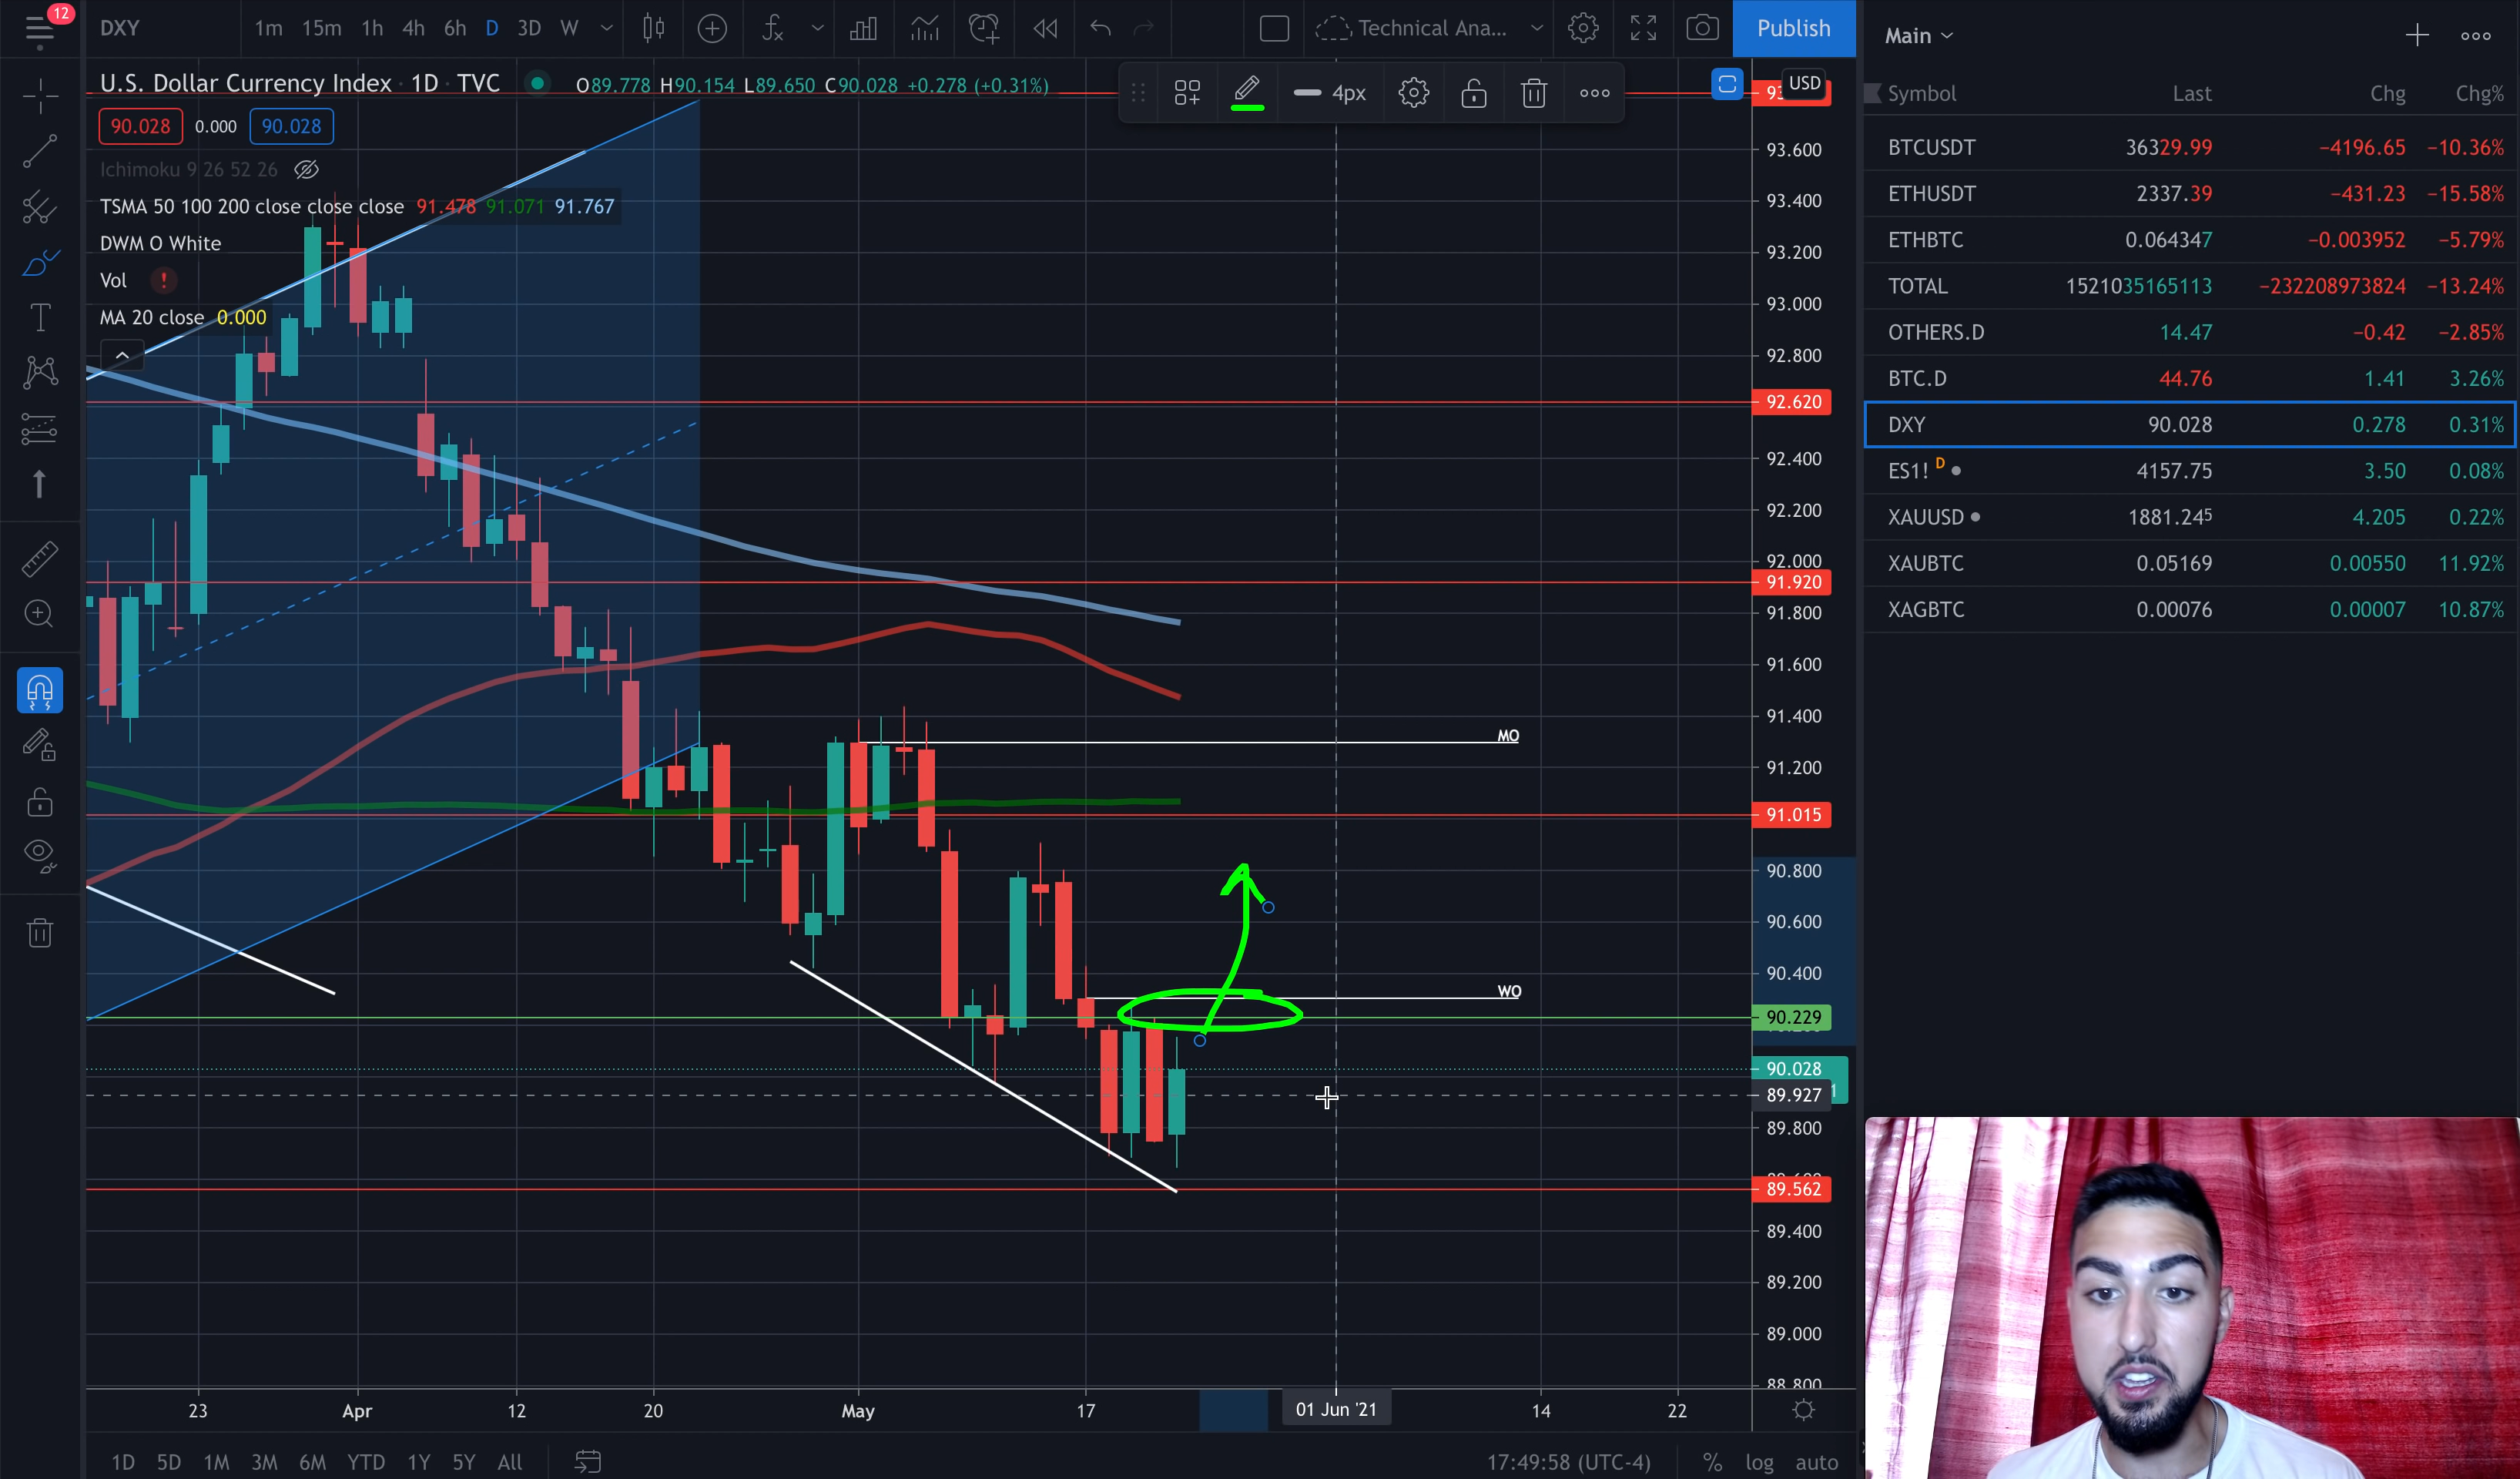 12
DXY
1m 15m 1h 4h 6h D 3D W
Technical Ana...
Publish
U.S. Dollar Currency Index · 1D · TVC O89.778 H90.154 L89.650 C90.028 +0.278 (+0.31%)
4px
USD
90.028 0.000 90.028
Ichimoku 9 26 52 26
TSMA 50 100 200 close close close 91.478 91.071 91.767
DWM O White
Vol !
MA 20 close 0.000
93.600
93.400
93.200
93.000
92.800
92.620
92.400
92.200
92.000
91.920
91.800
91.600
91.400
MO
91.200
91.015
90.800
90.600
90.400
WO
90.229
90.028
89.927
89.800
89.562
89.400
89.200
89.000
88.800
23 Apr 12 20 May 17 01 Jun '21 14 22
1D 5D 1M 3M 6M YTD 1Y 5Y All
17:49:58 (UTC-4) % log auto
Main
Symbol Last Chg Chg%
BTCUSDT 36329.99 −4196.65 −10.36%
ETHUSDT 2337.39 −431.23 −15.58%
ETHBTC 0.064347 −0.003952 −5.79%
TOTAL 1521035165113 −232208973824 −13.24%
OTHERS.D 14.47 −0.42 −2.85%
BTC.D 44.76 1.41 3.26%
DXY 90.028 0.278 0.31%
ES1! D 4157.75 3.50 0.08%
XAUUSD 1881.245 4.205 0.22%
XAUBTC 0.05169 0.00550 11.92%
XAGBTC 0.00076 0.00007 10.87%